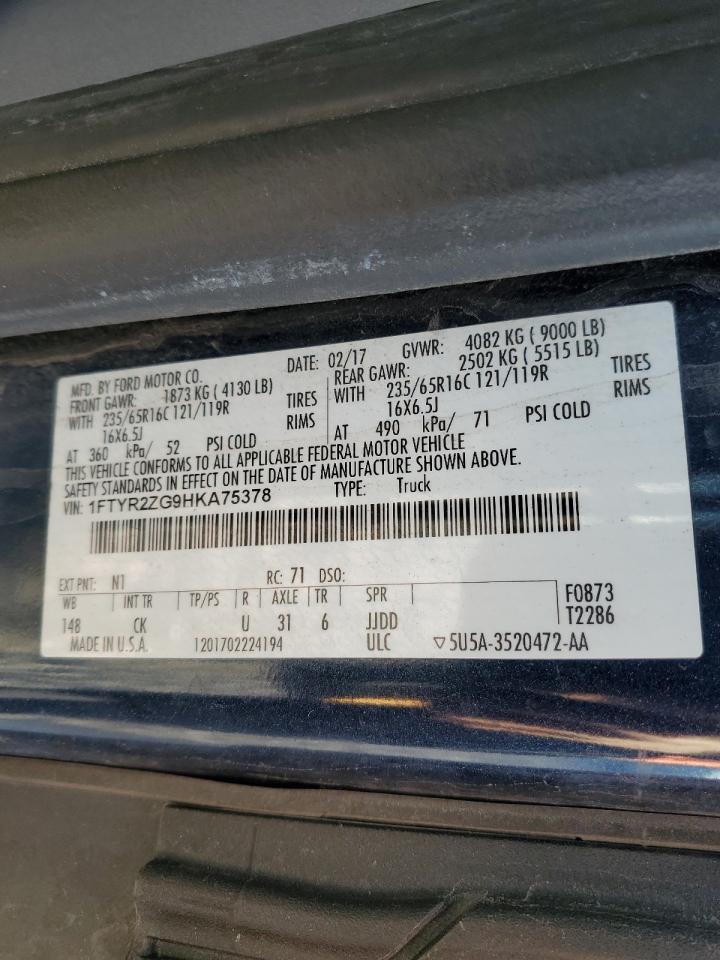 MFD. BY FORD MOTOR CO. DATE: 02/17 GVWR: 4082 KG ( 9000 LB)
FRONT GAWR: 1873 KG ( 4130 LB) REAR GAWR: 2502 KG ( 5515 LB)
WITH 235/65R16C 121/119R TIRES WITH 235/65R16C 121/119R TIRES
16X6.5J RIMS 16X6.5J RIMS
AT 360 kPa/ 52 PSI COLD AT 490 kPa/ 71 PSI COLD
THIS VEHICLE CONFORMS TO ALL APPLICABLE FEDERAL MOTOR VEHICLE
SAFETY STANDARDS IN EFFECT ON THE DATE OF MANUFACTURE SHOWN ABOVE.
VIN: 1FTYR2ZG9HKA75378 TYPE: Truck
EXT PNT: N1 RC: 71 DSO:
WB INT TR TP/PS R AXLE TR SPR F0873
148 CK U 31 6 JJDD T2286
MADE IN U.S.A. 1201702224194 ULC ▽5U5A-3520472-AA